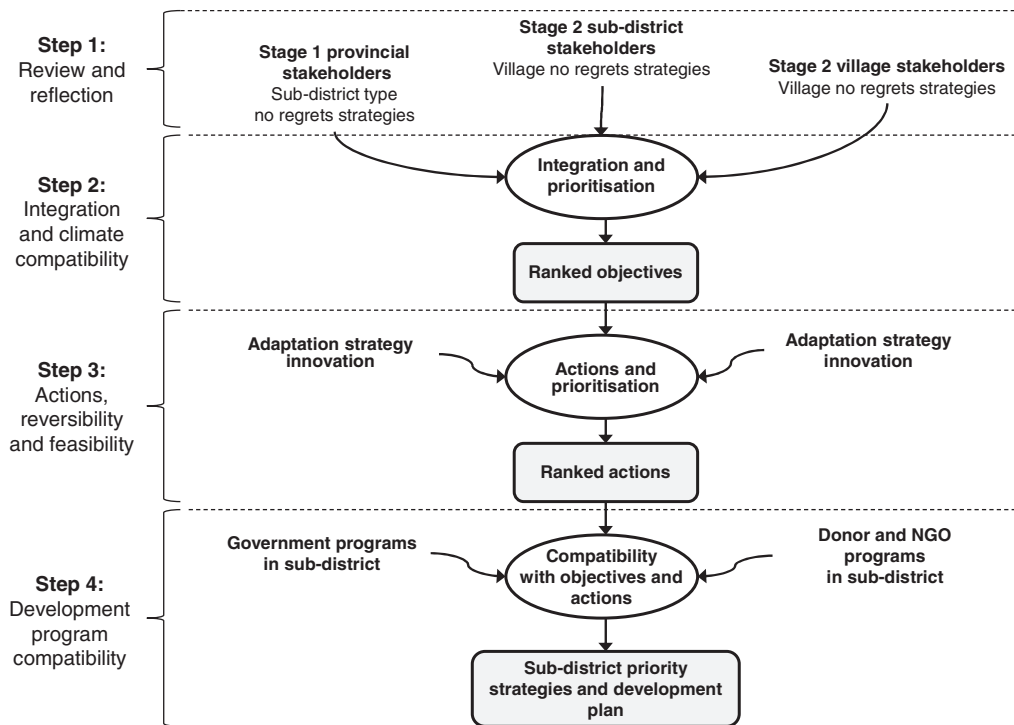 Step 1:
Review and
reflection
Stage 1 provincial
stakeholders
Sub-district type
no regrets strategies
Stage 2 sub-district
stakeholders
Village no regrets strategies
Stage 2 village stakeholders
Village no regrets strategies
Step 2:
Integration
and climate
compatibility
Integration and
prioritisation
Ranked objectives
Step 3:
Actions,
reversibility
and feasibility
Adaptation strategy
innovation
Actions and
prioritisation
Adaptation strategy
innovation
Ranked actions
Step 4:
Development
program
compatibility
Government programs
in sub-district
Compatibility
with objectives and
actions
Donor and NGO
programs
in sub-district
Sub-district priority
strategies and development
plan